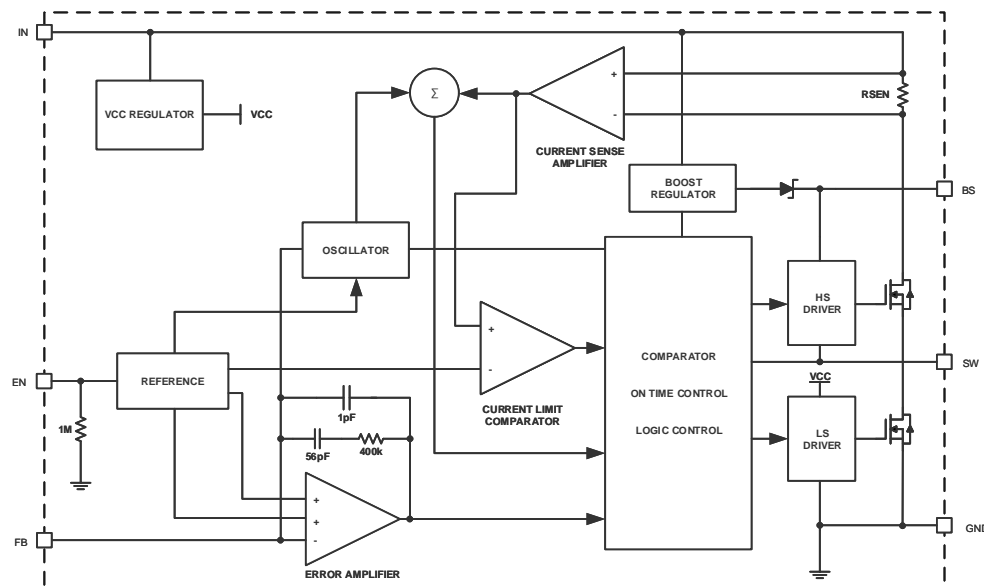 IN
VCC REGULATOR
VCC
Σ
+
-
CURRENT SENSE
AMPLIFIER
RSEN
BOOST
REGULATOR
BS
OSCILLATOR
HS
DRIVER
+
-
CURRENT LIMIT
COMPARATOR
COMPARATOR
ON TIME CONTROL
LOGIC CONTROL
SW
VCC
LS
DRIVER
EN
REFERENCE
1M
1pF
56pF
400k
+
+
-
ERROR AMPLIFIER
FB
GND